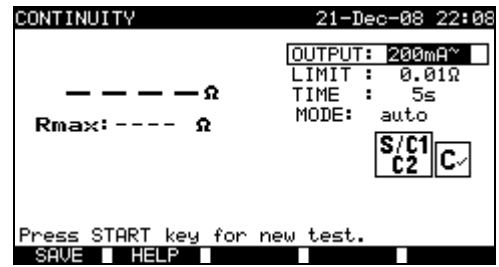 CONTINUITY 21-Dec-08 22:08
OUTPUT: 200mA~
LIMIT : 0.01Ω
TIME : 5s
MODE: auto
– – – – Ω
Rmax:---- Ω
S/C1
C2
C✓
Press START key for new test.
SAVE HELP